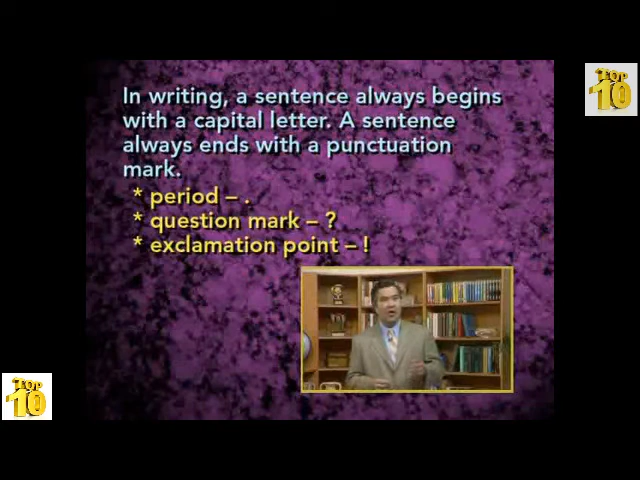 In writing, a sentence always begins
with a capital letter. A sentence
always ends with a punctuation
mark.
* period – .
* question mark – ?
* exclamation point – !
TOP
10
TOP
10